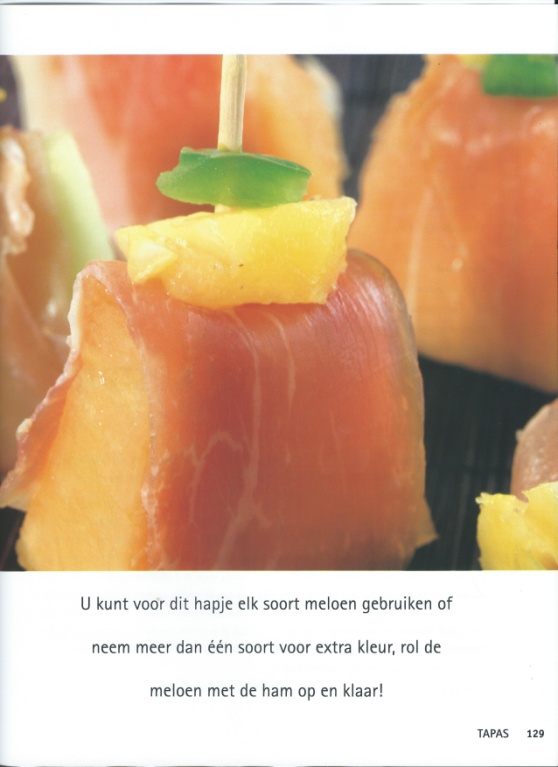 U kunt voor dit hapje elk soort meloen gebruiken of
neem meer dan één soort voor extra kleur, rol de
meloen met de ham op en klaar!
TAPAS 129